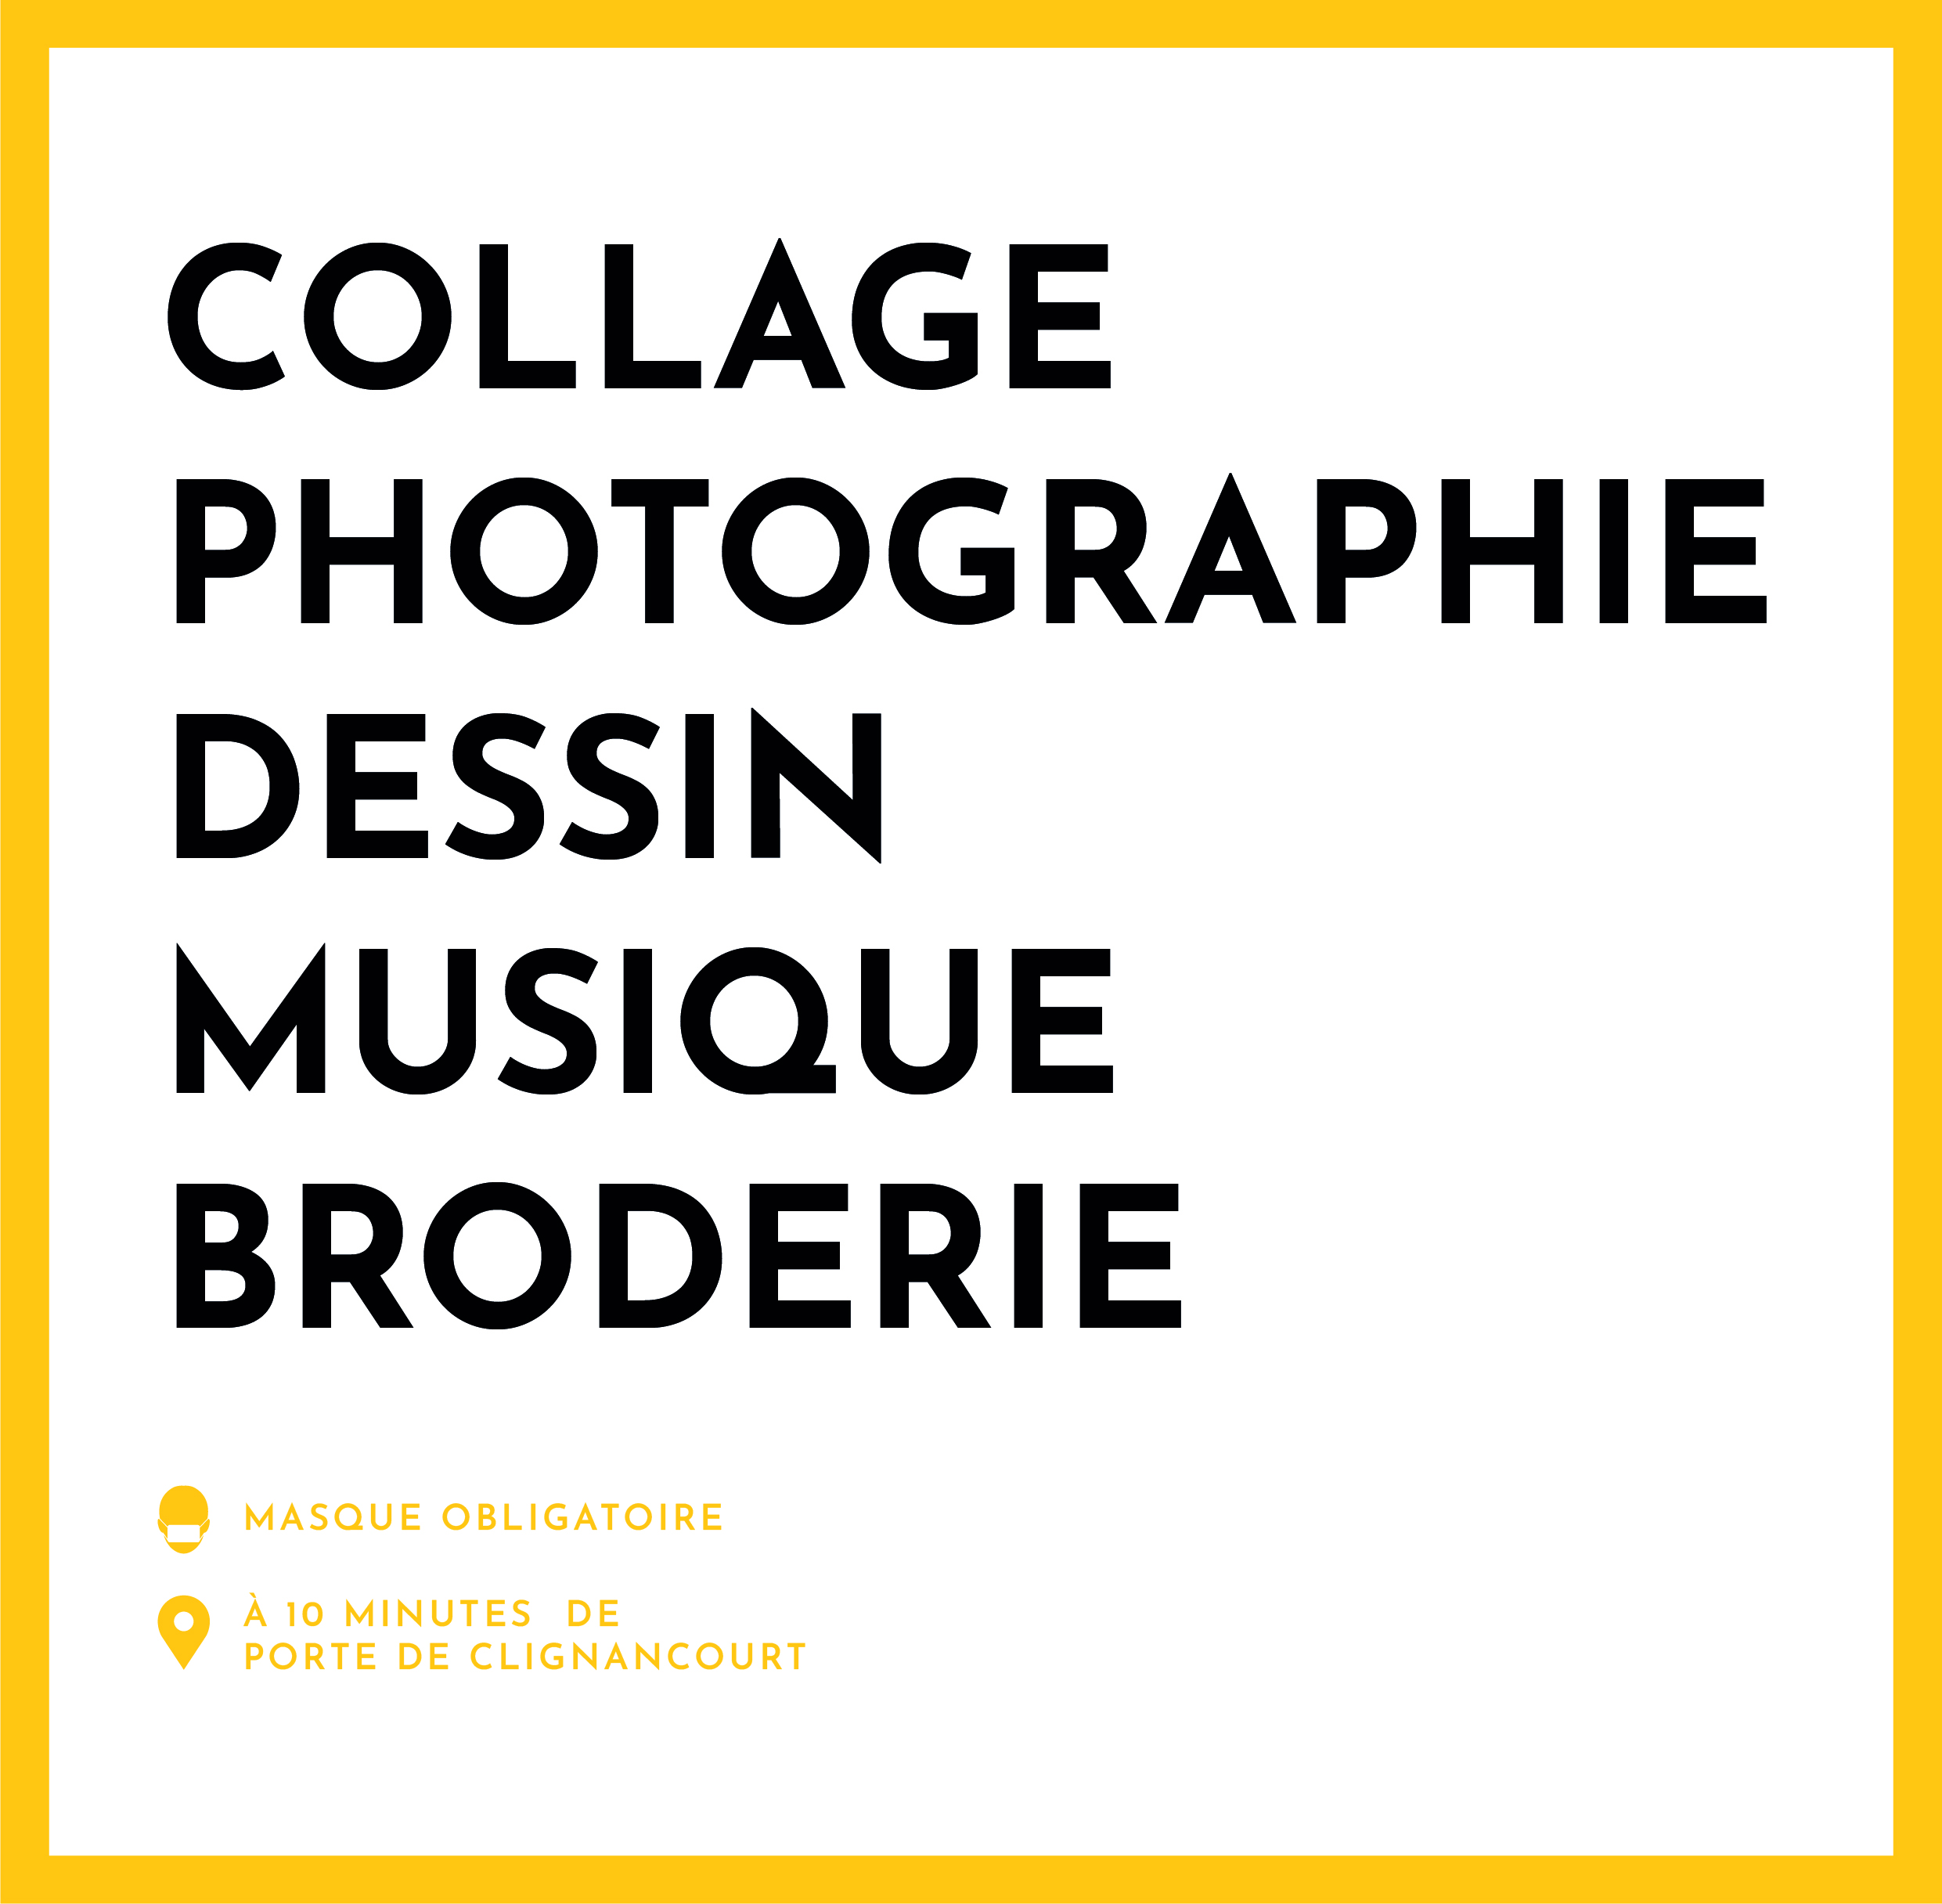 COLLAGE
PHOTOGRAPHIE
DESSIN
MUSIQUE
BRODERIE
MASQUE OBLIGATOIRE
À 10 MINUTES DE
PORTE DE CLIGNANCOURT